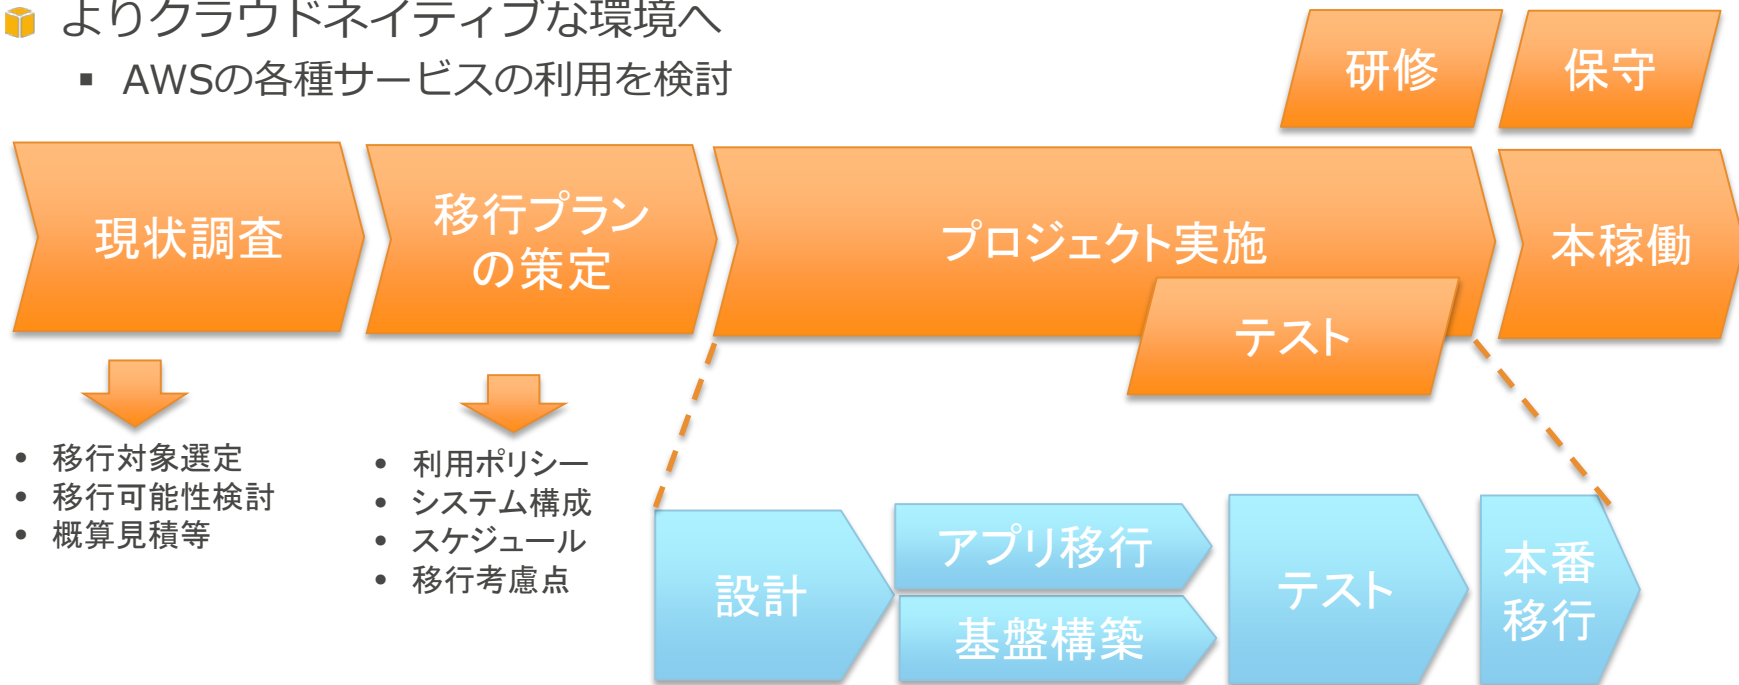 よりクラウドネイティブな環境へ
▪ AWSの各種サービスの利用を検討
研修
保守
現状調査
移行プラン
の策定
プロジェクト実施
本稼働
テスト
• 移行対象選定
• 移行可能性検討
• 概算見積等
• 利用ポリシー
• システム構成
• スケジュール
• 移行考慮点
設計
アプリ移行
基盤構築
テスト
本番
移行